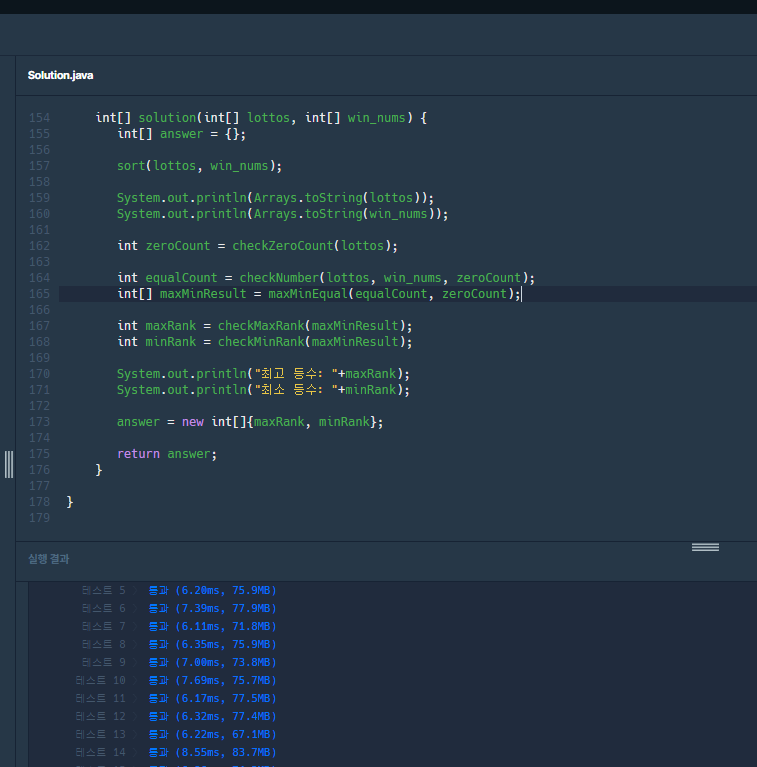 Solution.java
154 int[] solution(int[] lottos, int[] win_nums) {
155 int[] answer = {};
156
157 sort(lottos, win_nums);
158
159 System.out.println(Arrays.toString(lottos));
160 System.out.println(Arrays.toString(win_nums));
161
162 int zeroCount = checkZeroCount(lottos);
163
164 int equalCount = checkNumber(lottos, win_nums, zeroCount);
165 int[] maxMinResult = maxMinEqual(equalCount, zeroCount);
166
167 int maxRank = checkMaxRank(maxMinResult);
168 int minRank = checkMinRank(maxMinResult);
169
170 System.out.println("최고 등수: "+maxRank);
171 System.out.println("최소 등수: "+minRank);
172
173 answer = new int[]{maxRank, minRank};
174
175 return answer;
176 }
177
178 }
179
실행 결과
테스트 5 통과 (6.20ms, 75.9MB)
테스트 6 통과 (7.39ms, 77.9MB)
테스트 7 통과 (6.11ms, 71.8MB)
테스트 8 통과 (6.35ms, 75.9MB)
테스트 9 통과 (7.00ms, 73.8MB)
테스트 10 통과 (7.69ms, 75.7MB)
테스트 11 통과 (6.17ms, 77.5MB)
테스트 12 통과 (6.32ms, 77.4MB)
테스트 13 통과 (6.22ms, 67.1MB)
테스트 14 통과 (8.55ms, 83.7MB)